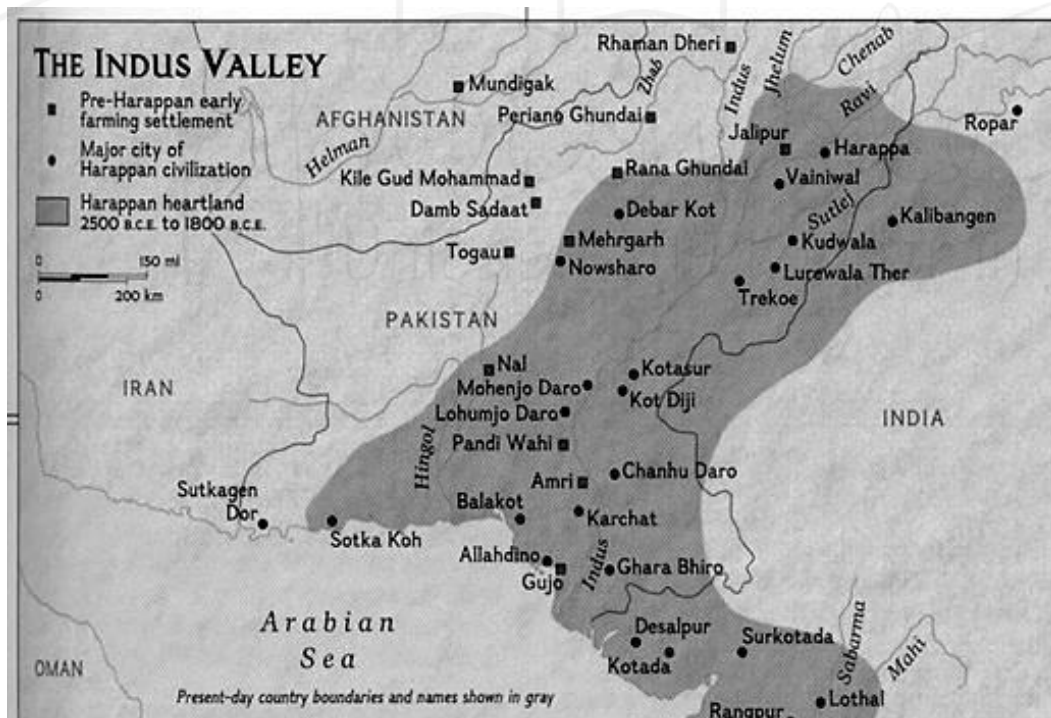 THE INDUS VALLEY
Pre-Harappan early
farming settlement
Major city of
Harappan civilization
Harappan heartland
2500 B.C.E. to 1800 B.C.E.
0 150 mi
0 200 km
Rhaman Dheri
Mundigak
AFGHANISTAN
Periano Ghundai
Zhab
Indus
Jhelum
Chenab
Ravi
Ropar
Helman
Jalipur
Harappa
Kile Gud Mohammad
Rana Ghundai
Vainiwal
Damb Sadaat
Debar Kot
Sutlej
Kalibangen
Togau
Mehrgarh
Kudwala
Nowsharo
Lurewala Ther
Trekoe
PAKISTAN
IRAN
Nal
Kotasur
Mohenjo Daro
Kot Diji
Lohumjo Daro
INDIA
Pandi Wahi
Hingol
Amri
Chanhu Daro
Sutkagen
Dor
Balakot
Karchat
Sotka Koh
Allahdino
Gujo
Indus
Ghara Bhiro
Arabian
Sea
Desalpur
Surkotada
Kotada
Sabarma
Mahi
OMAN
Present-day country boundaries and names shown in gray
Lothal
Rangpur